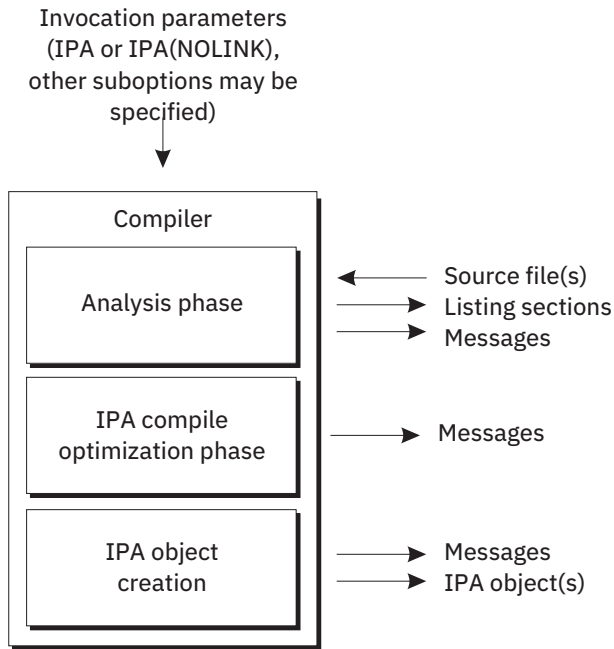 Invocation parameters
(IPA or IPA(NOLINK),
other suboptions may be
specified)
Compiler
Analysis phase
Source file(s)
Listing sections
Messages
IPA compile
optimization phase
Messages
IPA object
creation
Messages
IPA object(s)